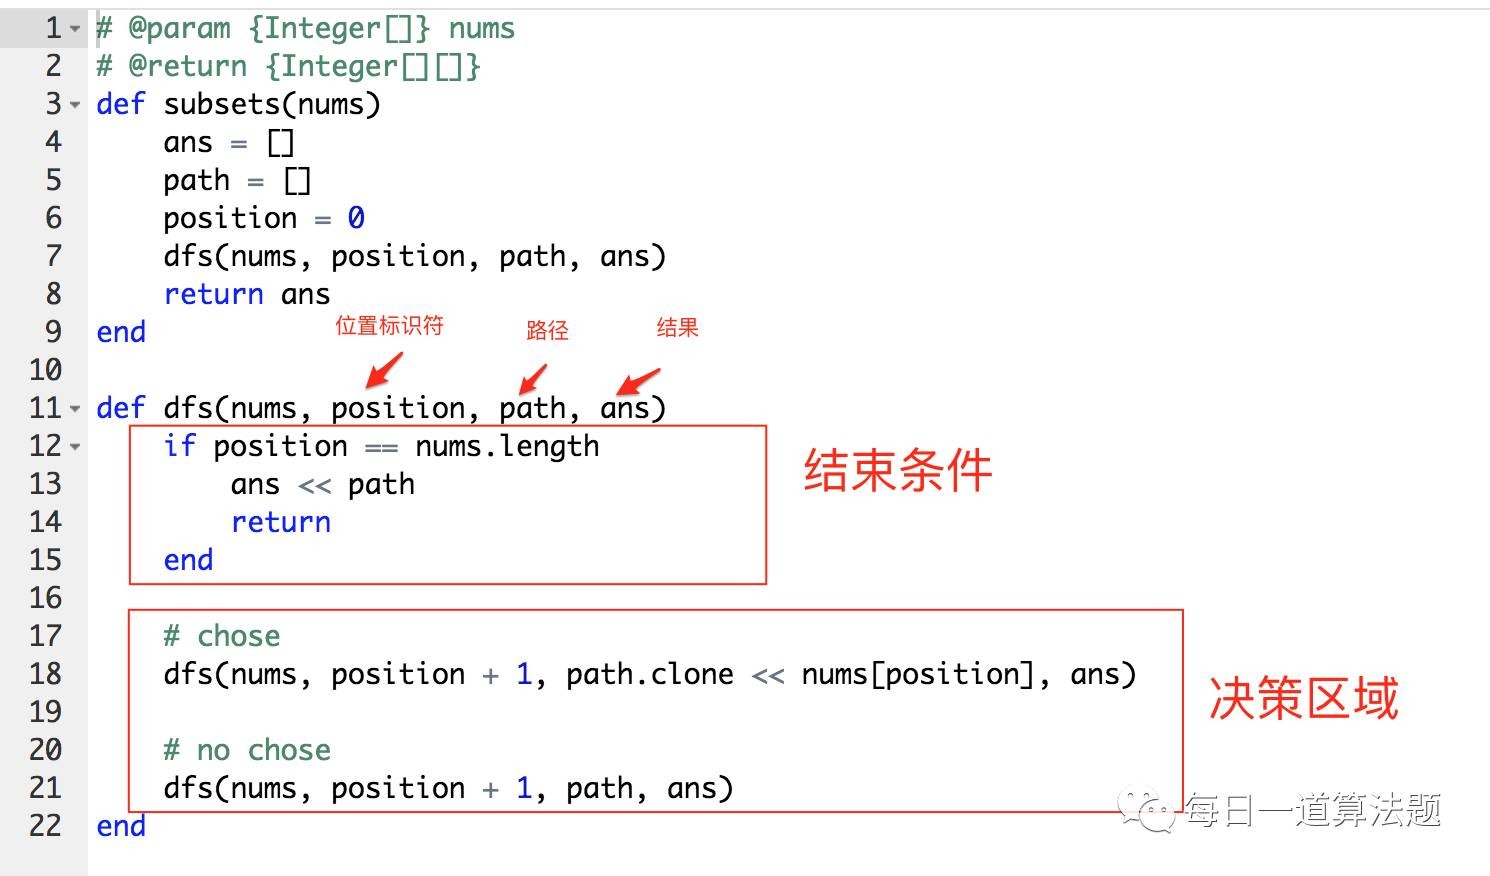 1 # @param {Integer[]} nums
2 # @return {Integer[][]}
3 def subsets(nums)
4 ans = []
5 path = []
6 position = 0
7 dfs(nums, position, path, ans)
8 return ans
9 end
位置标识符 路径 结果
10
11 def dfs(nums, position, path, ans)
12 if position == nums.length
13 ans << path
14 return
15 end
结束条件
16
17 # chose
18 dfs(nums, position + 1, path.clone << nums[position], ans)
19
20 # no chose
21 dfs(nums, position + 1, path, ans)
决策区域
22 end
每日一道算法题